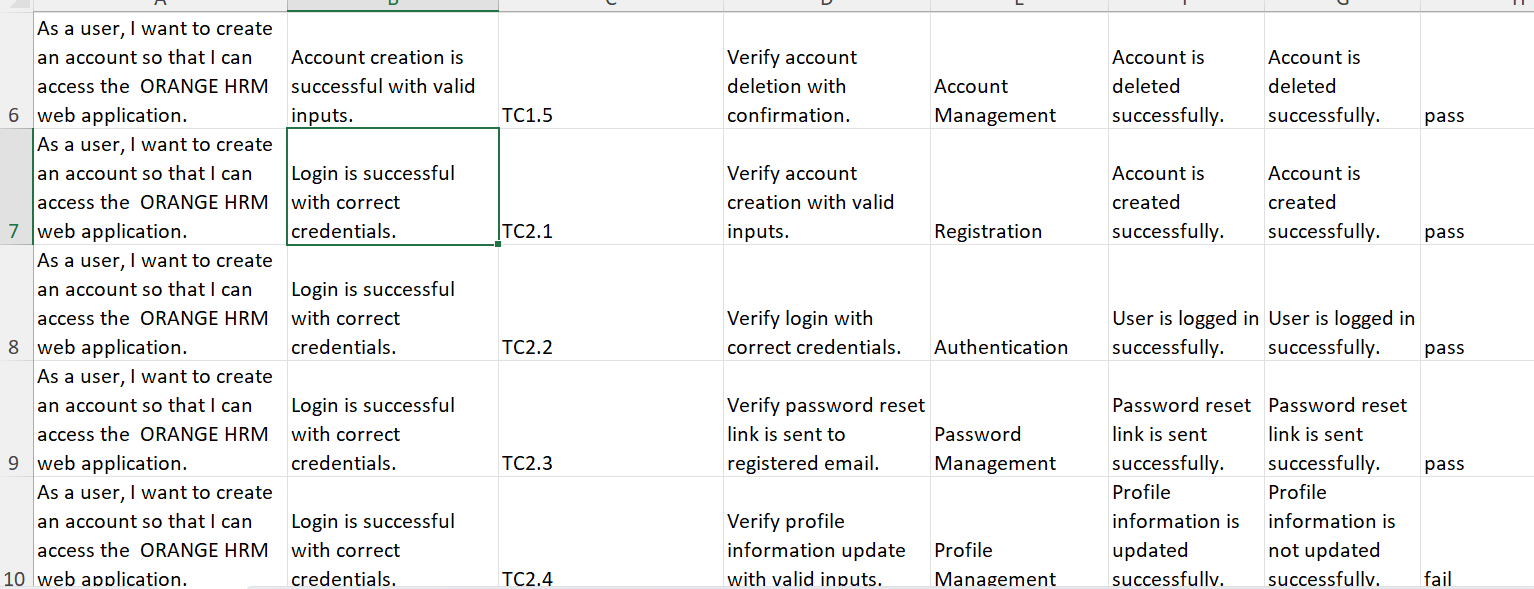 A B C D E F G H
As a user, I want to create
an account so that I can
access the  ORANGE HRM
web application.
Account creation is
successful with valid
inputs.
TC1.5
Verify account
deletion with
confirmation.
Account
Management
Account is
deleted
successfully.
Account is
deleted
successfully.
pass
6
As a user, I want to create
an account so that I can
access the  ORANGE HRM
web application.
Login is successful
with correct
credentials.
TC2.1
Verify account
creation with valid
inputs.
Registration
Account is
created
successfully.
Account is
created
successfully.
pass
7
As a user, I want to create
an account so that I can
access the  ORANGE HRM
web application.
Login is successful
with correct
credentials.
TC2.2
Verify login with
correct credentials.
Authentication
User is logged in
successfully.
User is logged in
successfully.
pass
8
As a user, I want to create
an account so that I can
access the  ORANGE HRM
web application.
Login is successful
with correct
credentials.
TC2.3
Verify password reset
link is sent to
registered email.
Password
Management
Password reset
link is sent
successfully.
Password reset
link is sent
successfully.
pass
9
As a user, I want to create
an account so that I can
access the  ORANGE HRM
web application.
Login is successful
with correct
credentials.
TC2.4
Verify profile
information update
with valid inputs.
Profile
Management
Profile
information is
updated
successfully.
Profile
information is
not updated
successfully.
fail
10